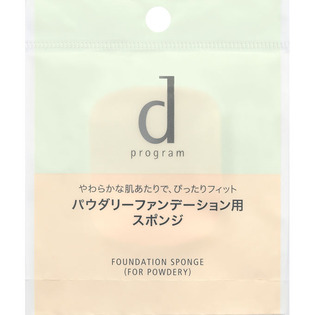 d
program
やわらかな肌あたりで、ぴったりフィット
パウダリーファンデーション用
スポンジ
FOUNDATION SPONGE
(FOR POWDERY)